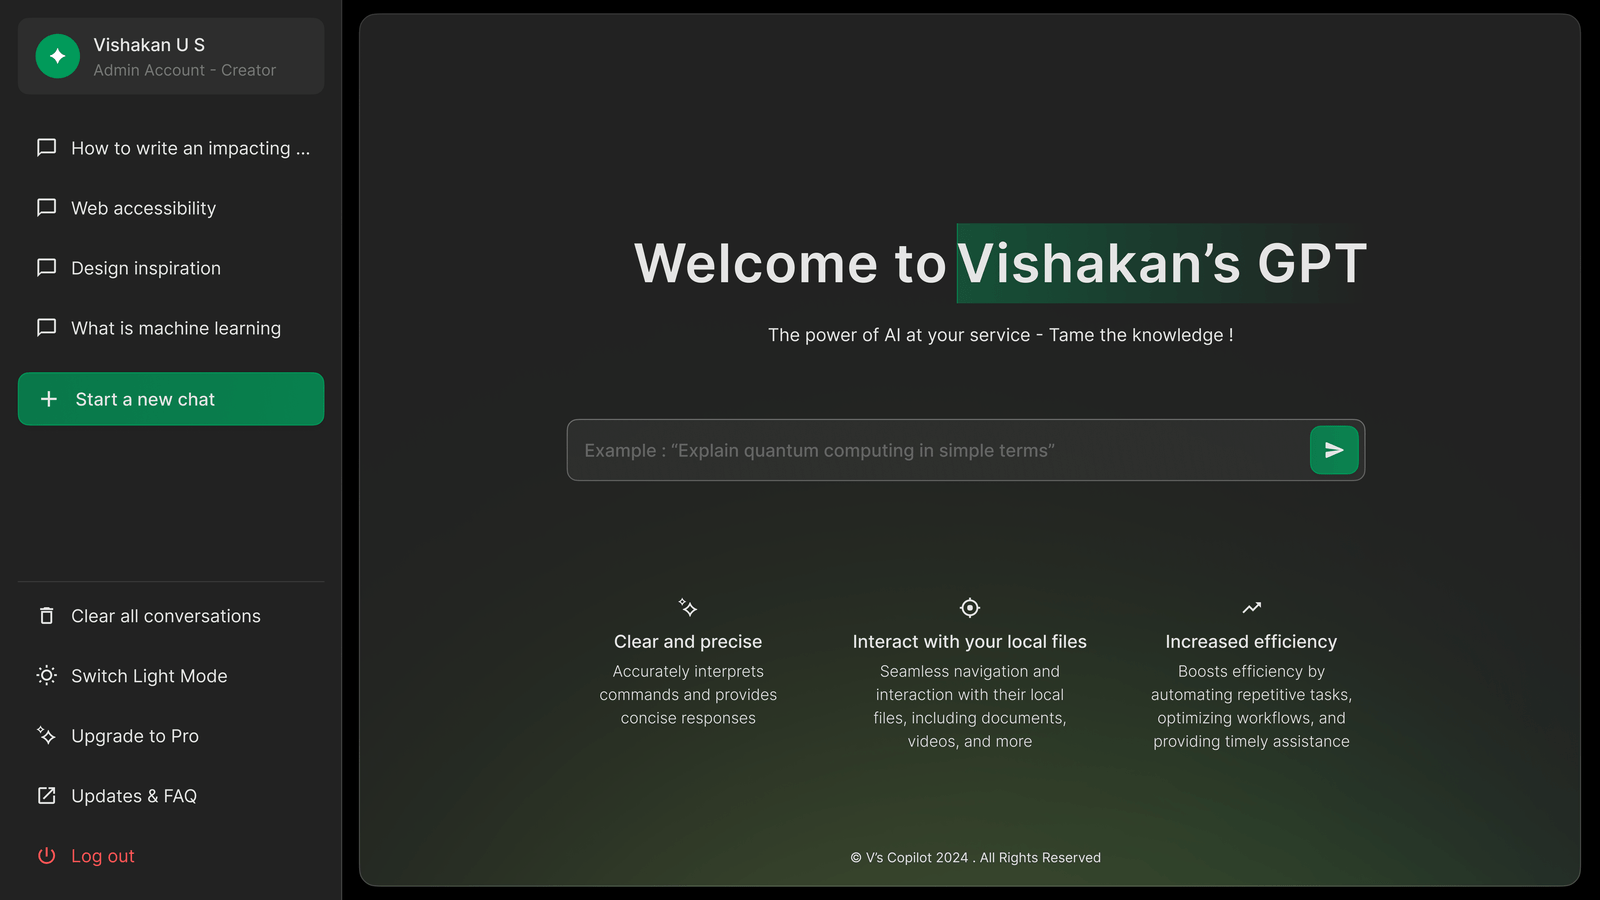 Vishakan U S
Admin Account - Creator
How to write an impacting ...
Web accessibility
Design inspiration
What is machine learning
Start a new chat
Clear all conversations
Switch Light Mode
Upgrade to Pro
Updates & FAQ
Log out
Welcome to Vishakan’s GPT
The power of AI at your service - Tame the knowledge !
Example : “Explain quantum computing in simple terms”
Clear and precise
Accurately interprets
commands and provides
concise responses
Interact with your local files
Seamless navigation and
interaction with their local
files, including documents,
videos, and more
Increased efficiency
Boosts efficiency by
automating repetitive tasks,
optimizing workflows, and
providing timely assistance
© V’s Copilot 2024 . All Rights Reserved